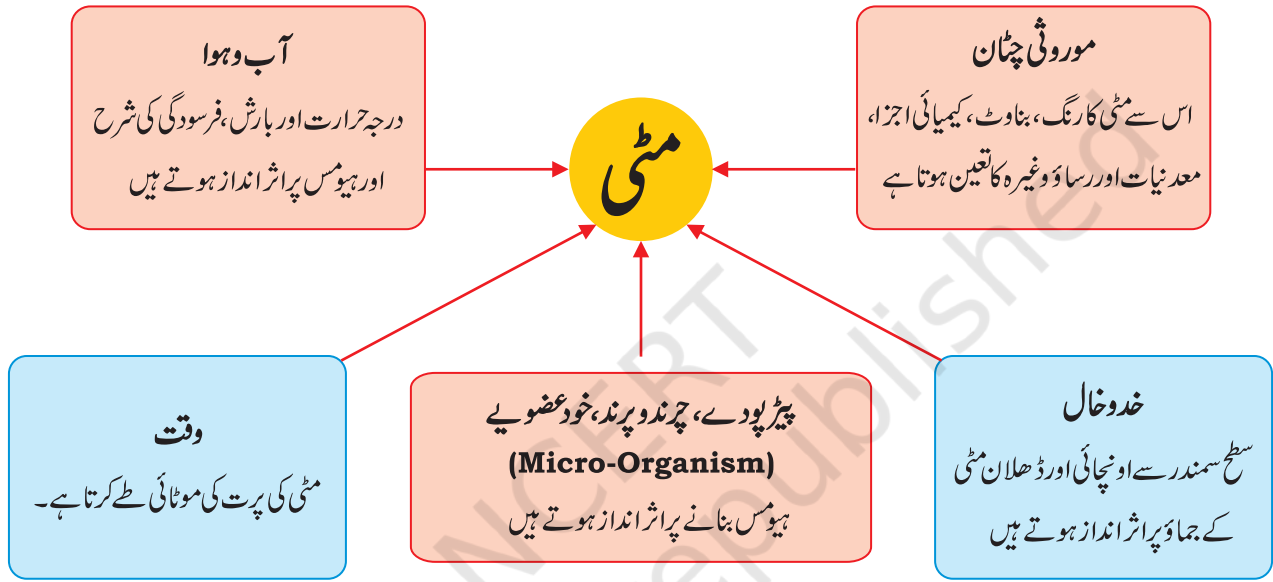 موروثی چٹان
اس سے مٹی کا رنگ، بناوٹ، کیمیائی اجزا،
معدنیات اور رساؤ وغیرہ کا تعین ہوتا ہے
آب و ہوا
درجہ حرارت اور بارش، فرسودگی کی شرح
اور ہیومس پر اثر انداز ہوتے ہیں
مٹی
خدوخال
سطح سمندر سے اونچائی اور ڈھلان مٹی
کے جماؤ پر اثر انداز ہوتے ہیں
پیڑ پودے، چرند و پرند، خود عضویے
(Micro-Organism)
ہیومس بنانے پر اثر انداز ہوتے ہیں
وقت
مٹی کی پرت کی موٹائی طے کرتا ہے۔
NCERT
republished